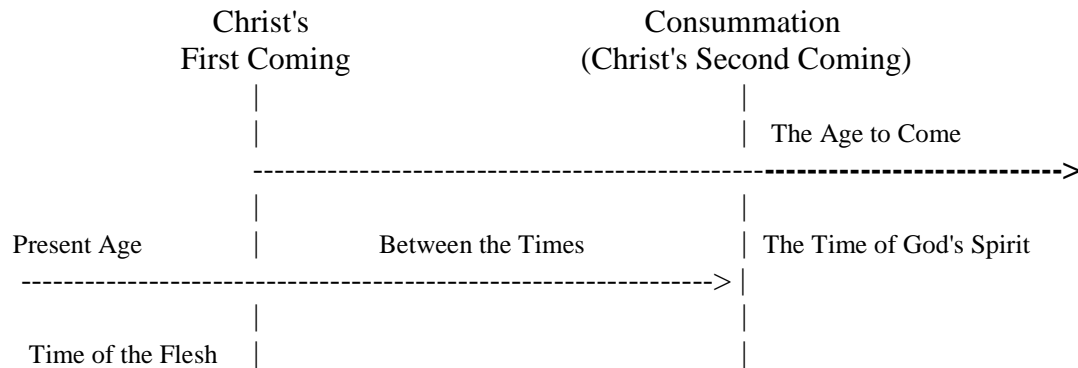 Christ's
First Coming
Consummation
(Christ's Second Coming)
The Age to Come
Present Age
Between the Times
The Time of God's Spirit
Time of the Flesh